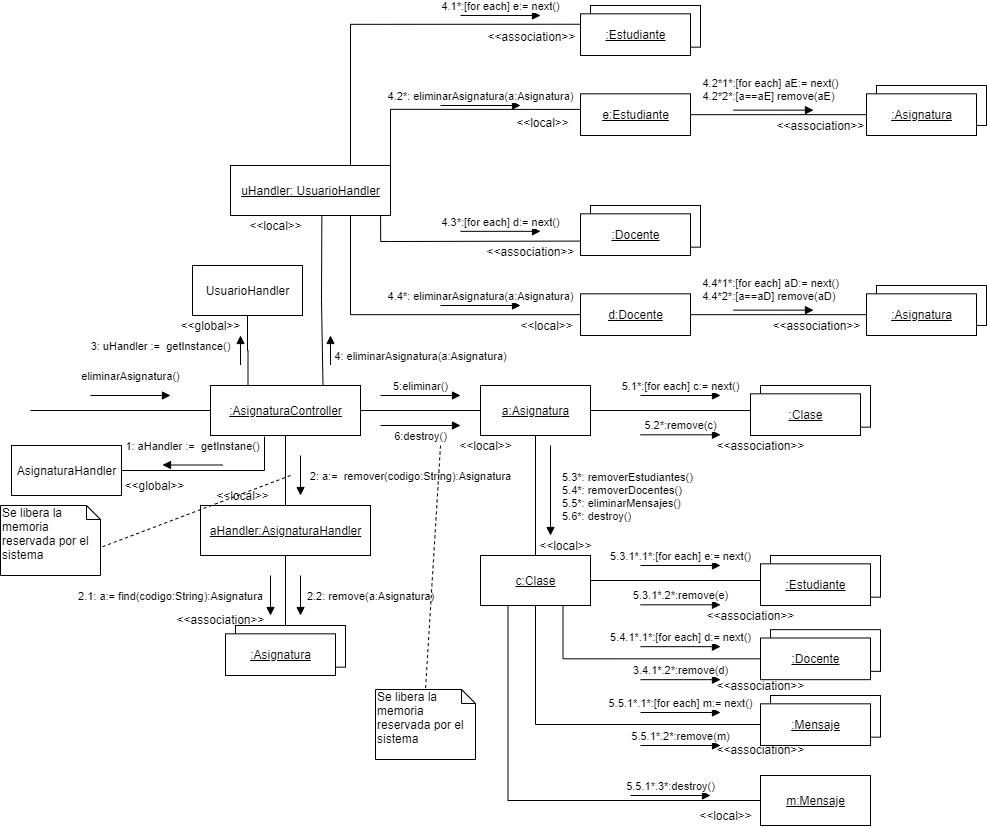 4.1*:[for each] e:= next()
<<association>>
:Estudiante
4.2*: eliminarAsignatura(a:Asignatura)
<<local>>
e:Estudiante
4.2*1*:[for each] aE:= next()
4.2*2*:[a==aE] remove(aE)
<<association>>
:Asignatura
uHandler: UsuarioHandler
<<local>>
4.3*:[for each] d:= next()
<<association>>
:Docente
UsuarioHandler
<<global>>
4.4*: eliminarAsignatura(a:Asignatura)
<<local>>
d:Docente
4.4*1*:[for each] aD:= next()
4.4*2*:[a==aD] remove(aD)
<<association>>
:Asignatura
3: uHandler := getInstance()
4: eliminarAsignatura(a:Asignatura)
eliminarAsignatura()
:AsignaturaController
5:eliminar()
6:destroy()
a:Asignatura
<<local>>
5.1*:[for each] c:= next()
5.2*:remove(c)
:Clase
<<association>>
1: aHandler := getInstane()
AsignaturaHandler
<<global>>
2: a:= remover(codigo:String):Asignatura
<<local>>
Se libera la
memoria
reservada por el
sistema
aHandler:AsignaturaHandler
5.3*: removerEstudiantes()
5.4*: removerDocentes()
5.5*: eliminarMensajes()
5.6*: destroy()
<<local>>
c:Clase
5.3.1*.1*:[for each] e:= next()
5.3.1*.2*:remove(e)
:Estudiante
<<association>>
2.1: a:= find(codigo:String):Asignatura
2.2: remove(a:Asignatura)
<<association>>
:Asignatura
5.4.1*.1*:[for each] d:= next()
3.4.1*.2*:remove(d)
:Docente
<<association>>
Se libera la
memoria
reservada por el
sistema
5.5.1*.1*:[for each] m:= next()
5.5.1*.2*:remove(m)
:Mensaje
<<association>>
5.5.1*.3*:destroy()
<<local>>
m:Mensaje